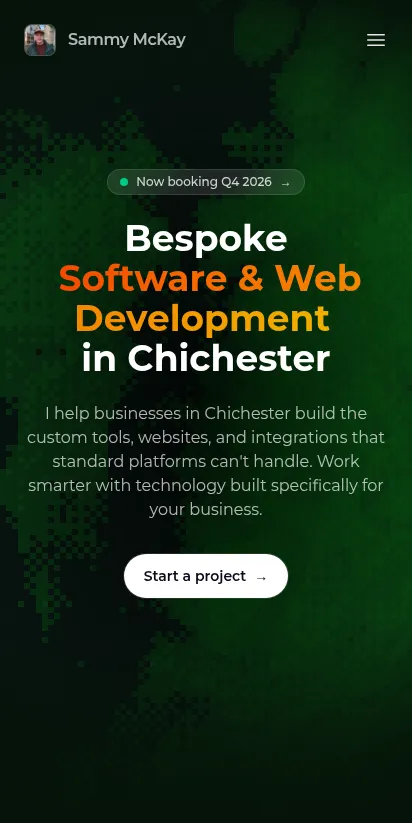 Sammy McKay
Now booking Q4 2026 →
Bespoke
Software & Web
Development
in Chichester
I help businesses in Chichester build the
custom tools, websites, and integrations that
standard platforms can't handle. Work
smarter with technology built specifically for
your business.
Start a project →